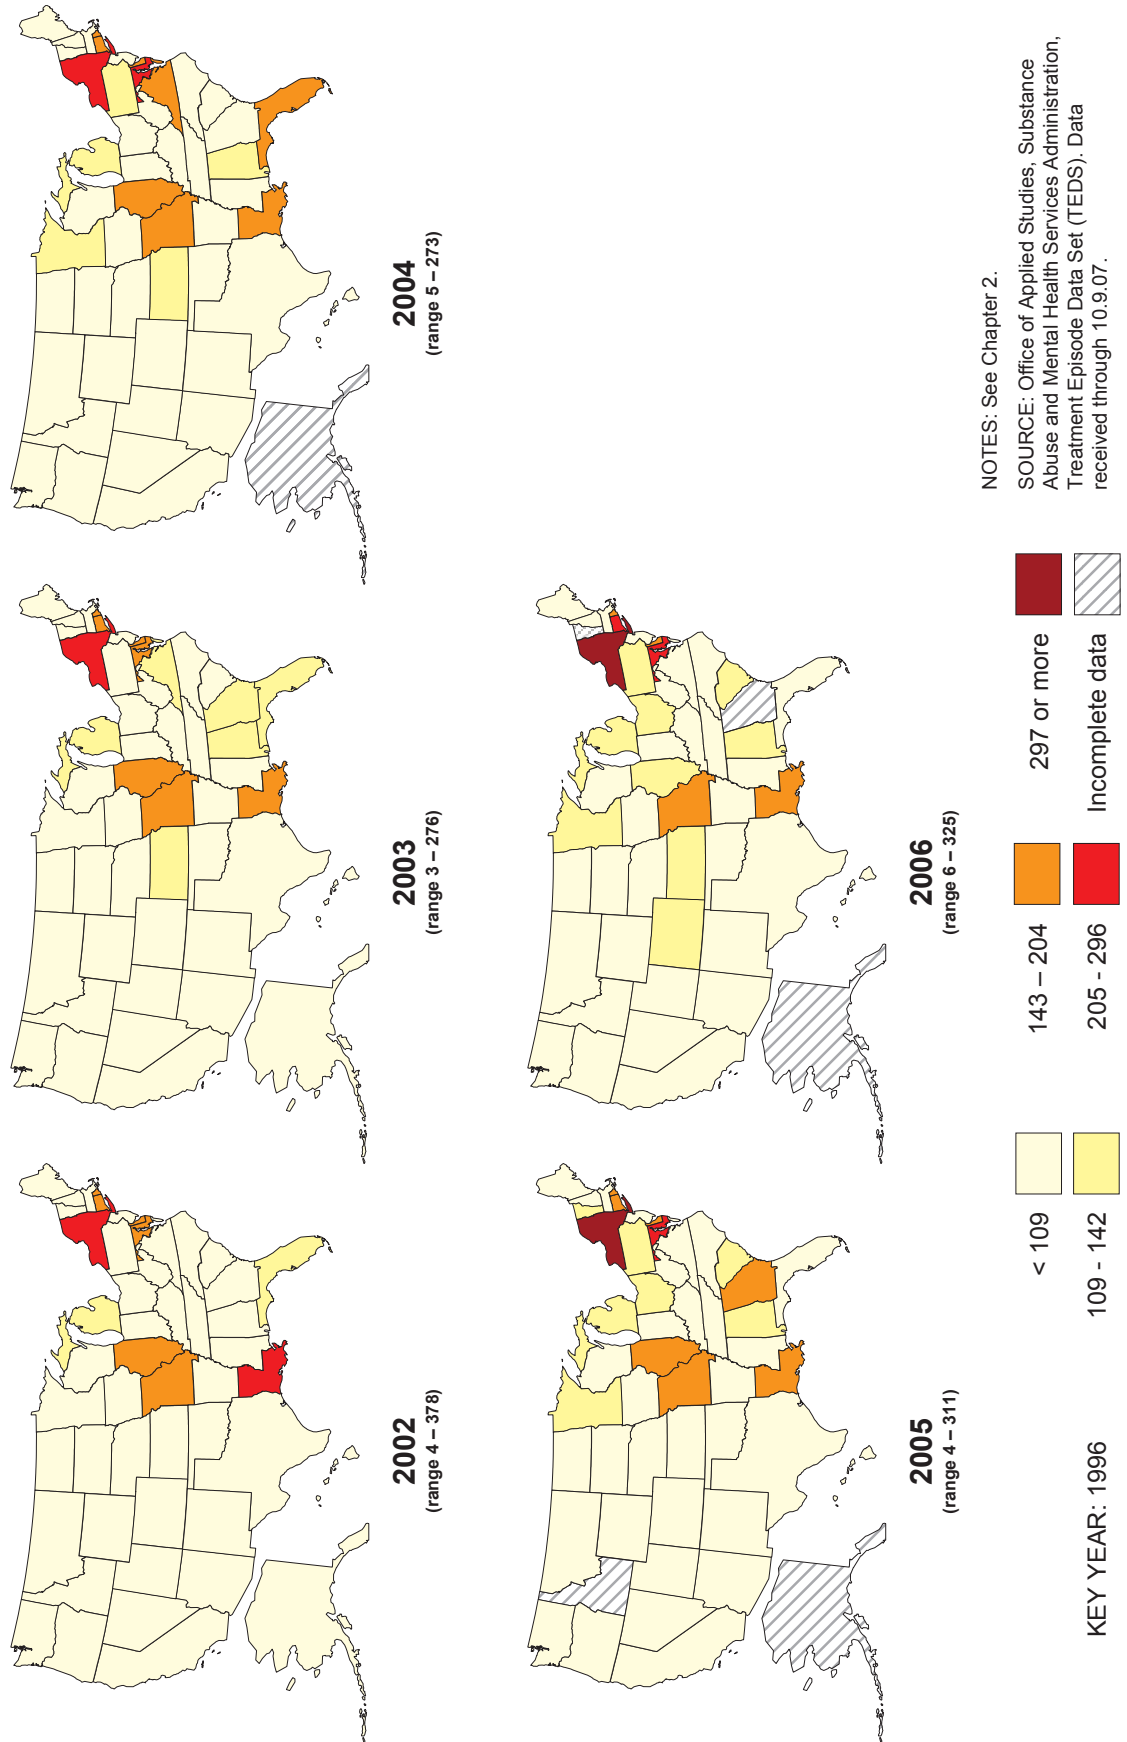 2002
(range 4 – 378)
2003
(range 3 – 276)
2004
(range 5 – 273)
2005
(range 4 – 311)
2006
(range 6 – 325)
KEY YEAR: 1996
< 109
109 - 142
143 – 204
205 - 296
297 or more
Incomplete data
NOTES: See Chapter 2.
SOURCE: Office of Applied Studies, Substance
Abuse and Mental Health Services Administration,
Treatment Episode Data Set (TEDS). Data
received through 10.9.07.